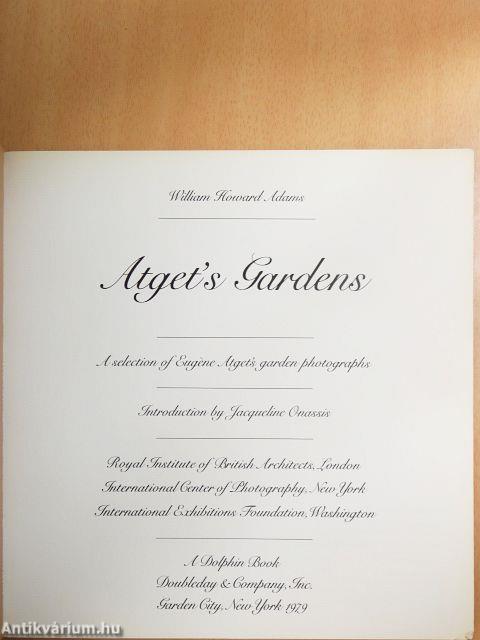 William Howard Adams
Atget's Gardens
A selection of Eugène Atget's garden photographs
Introduction by Jacqueline Onassis
Royal Institute of British Architects, London
International Center of Photography, New York
International Exhibitions Foundation, Washington
A Dolphin Book
Doubleday & Company, Inc.
Garden City, New York 1979
Antikvárium.hu